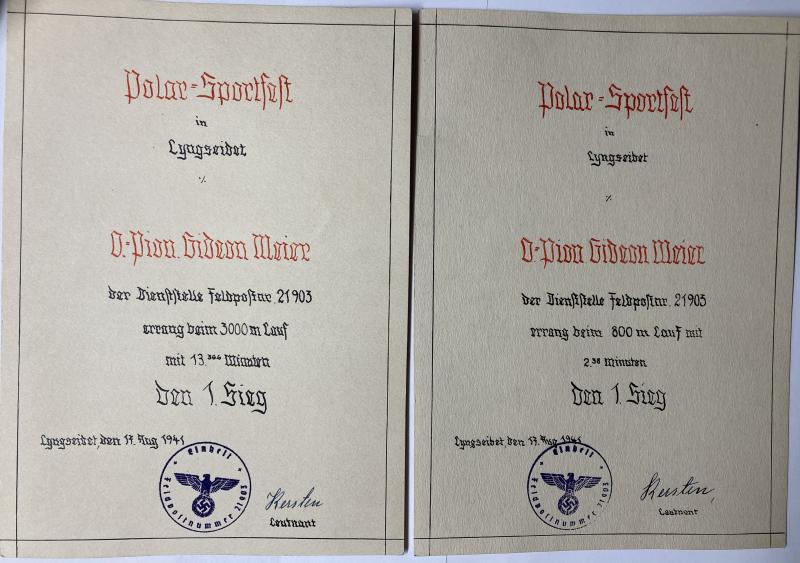 Polar-Sportfest
in
Lyngseidet
./.
O.-Pion. Gideon Meier
der Dienststelle Feldpostnr. 21903
errang beim 3000 m Lauf
mit 13. Minuten
Den 1. Sieg
Lyngseidet, den 17. Aug 1941
Einheit
Feldpostnummer 21903
Kersten
Leutnant
Polar-Sportfest
in
Lyngseidet
./.
O.-Pion Gideon Meier
der Dienststelle Feldpostnr. 21903
errang beim 800 m Lauf mit
2.38 Minuten
Den 1. Sieg
Lyngseidet den 17. Aug 1941
Einheit
Feldpostnummer 21903
Kersten
Leutnant